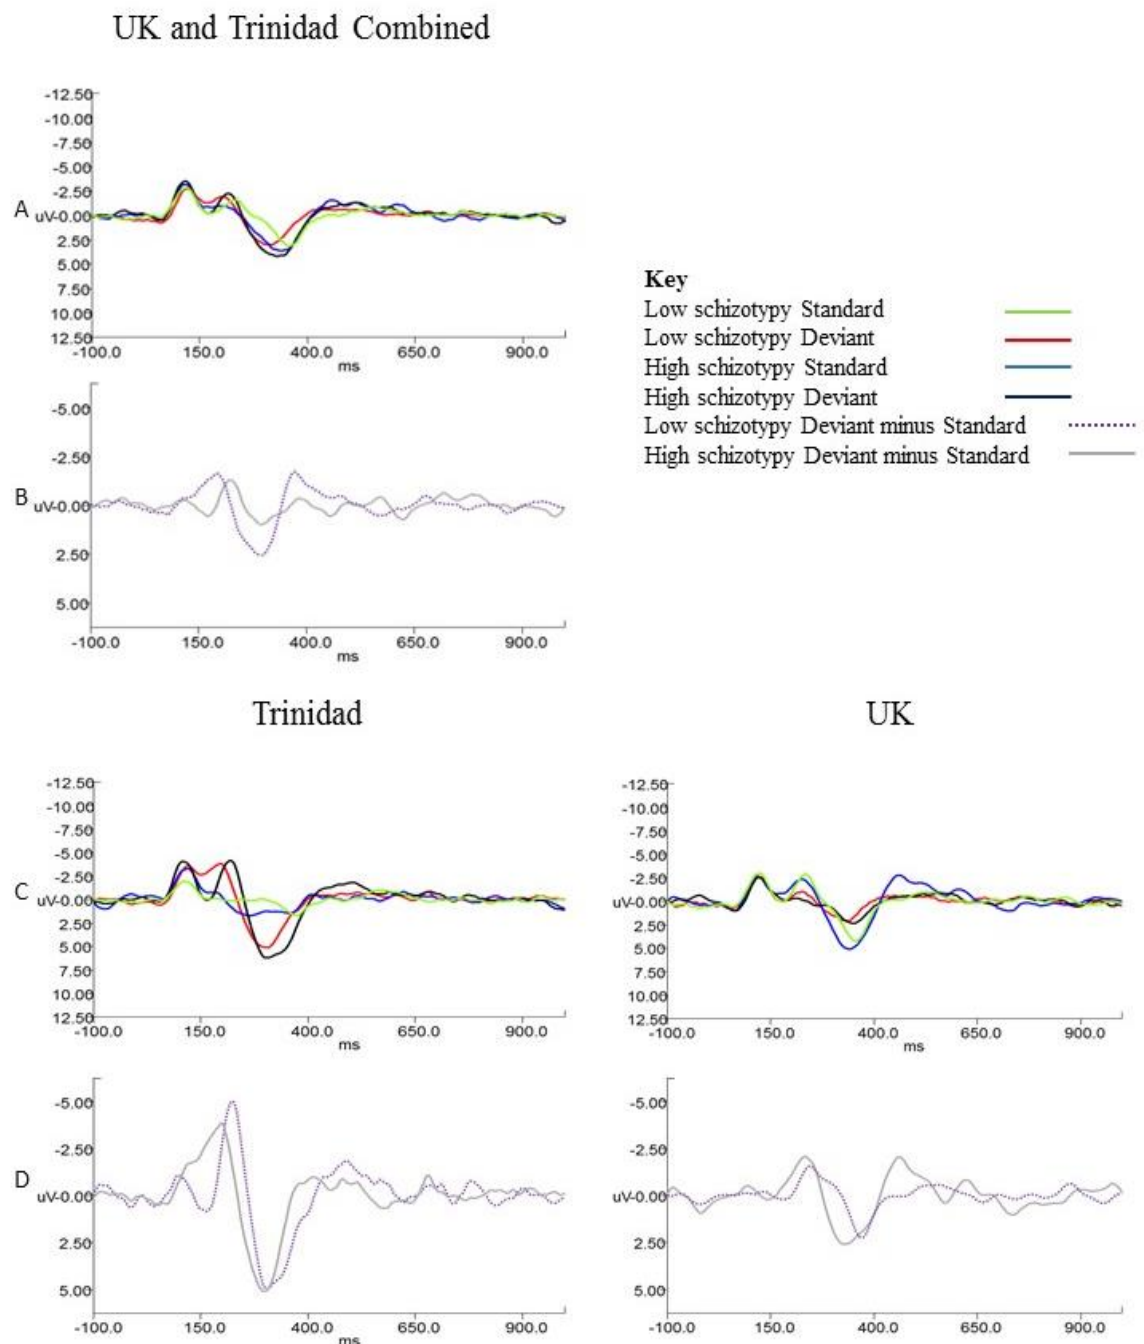 UK and Trinidad Combined
-12.50
-10.00
-7.50
-5.00
-2.50
A uV-0.00
2.50
5.00
7.50
10.00
12.50
-100.0 150.0 400.0 650.0 900.0
ms
Key
Low schizotypy Standard
Low schizotypy Deviant
High schizotypy Standard
High schizotypy Deviant
Low schizotypy Deviant minus Standard
High schizotypy Deviant minus Standard
-5.00
-2.50
B uV-0.00
2.50
5.00
-100.0 150.0 400.0 650.0 900.0
ms
Trinidad
-12.50
-10.00
-7.50
-5.00
-2.50
C uV-0.00
2.50
5.00
7.50
10.00
12.50
-100.0 150.0 400.0 650.0 900.0
ms
UK
-12.50
-10.00
-7.50
-5.00
-2.50
uV-0.00
2.50
5.00
7.50
10.00
12.50
-100.0 150.0 400.0 650.0 900.0
ms
-5.00
-2.50
D uV-0.00
2.50
5.00
-100.0 150.0 400.0 650.0 900.0
ms
-5.00
-2.50
uV-0.00
2.50
5.00
-100.0 150.0 400.0 650.0 900.0
ms